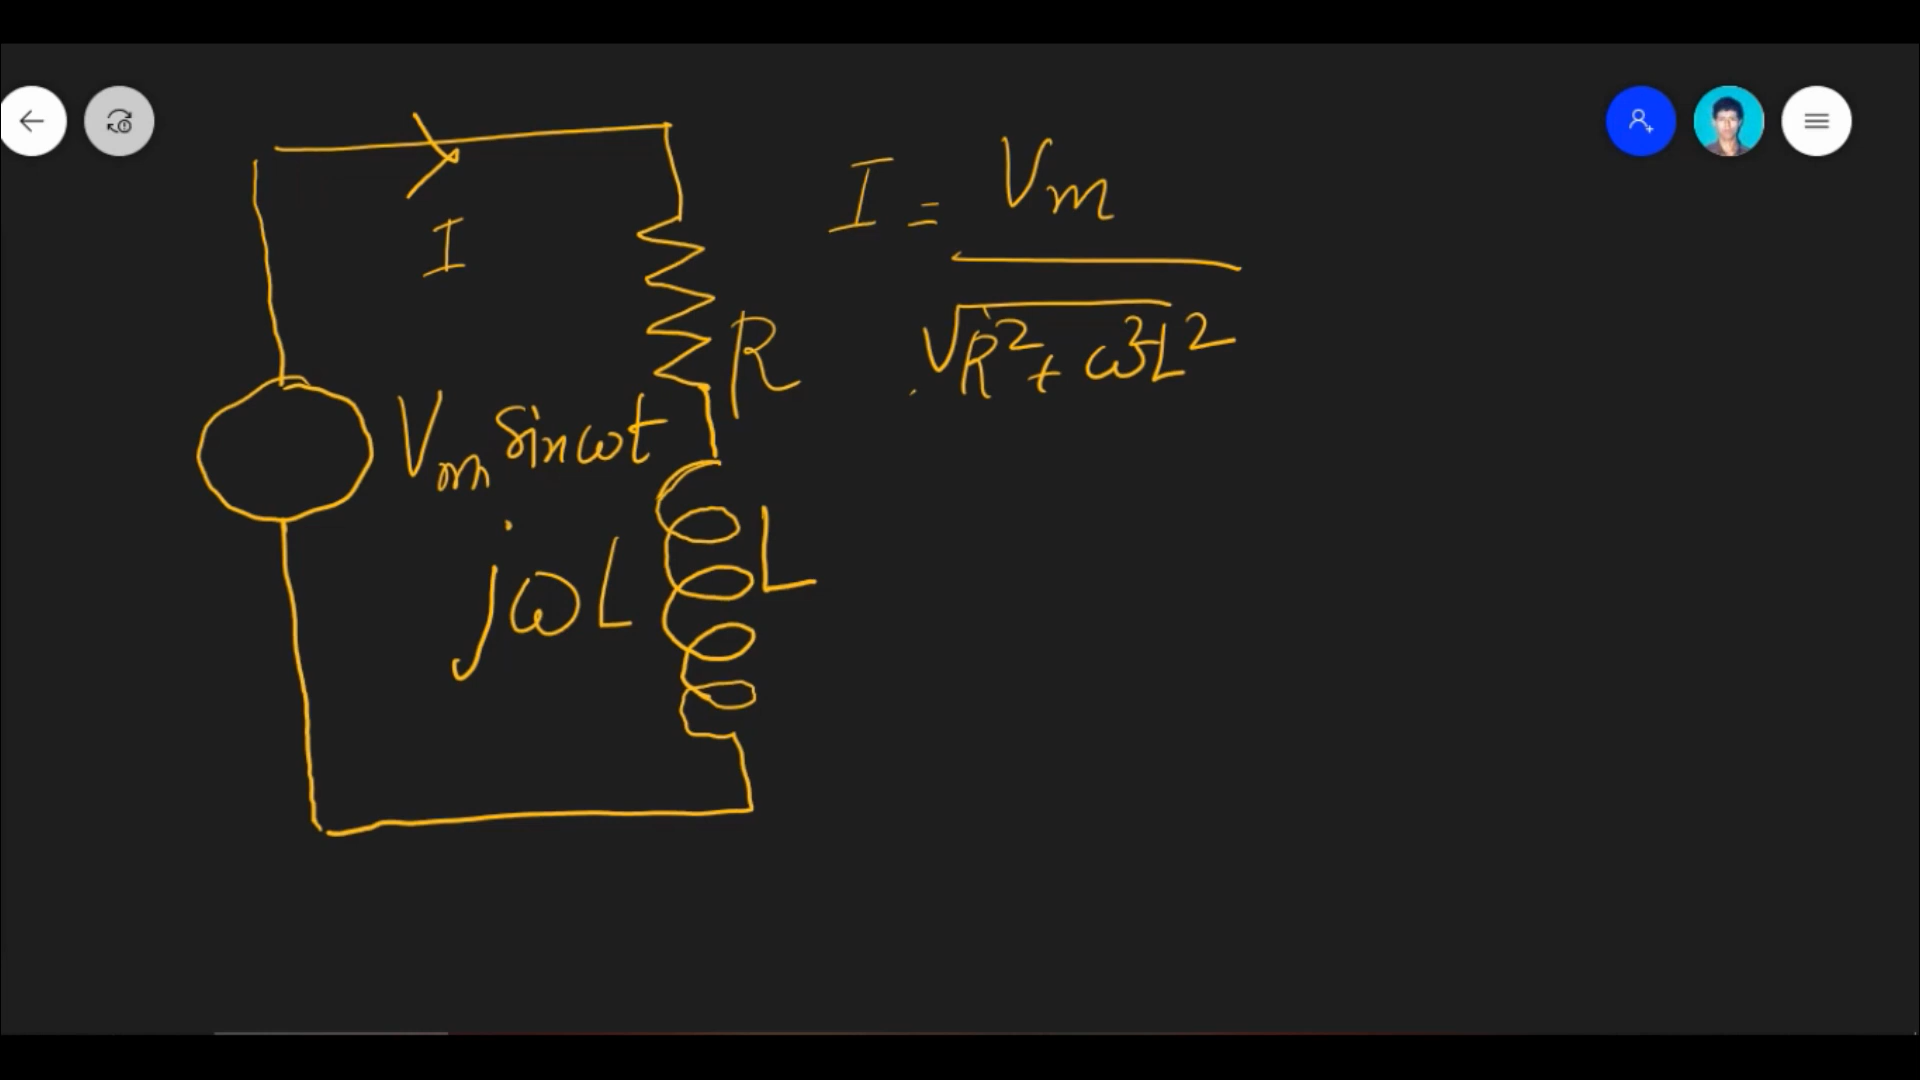 I
I = Vm
√R² + ω²L²
R
Vm sinωt
jωL
L